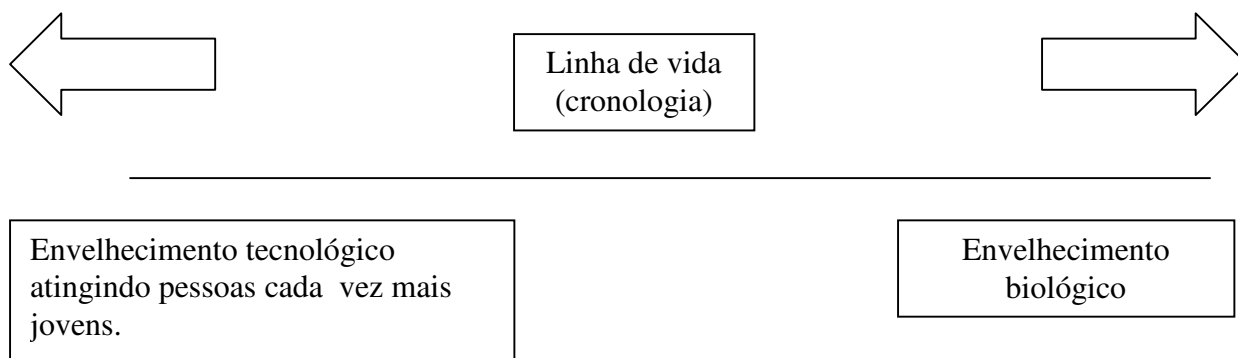 Linha de vida
(cronologia)
Envelhecimento tecnológico
atingindo pessoas cada vez mais
jovens.
Envelhecimento
biológico